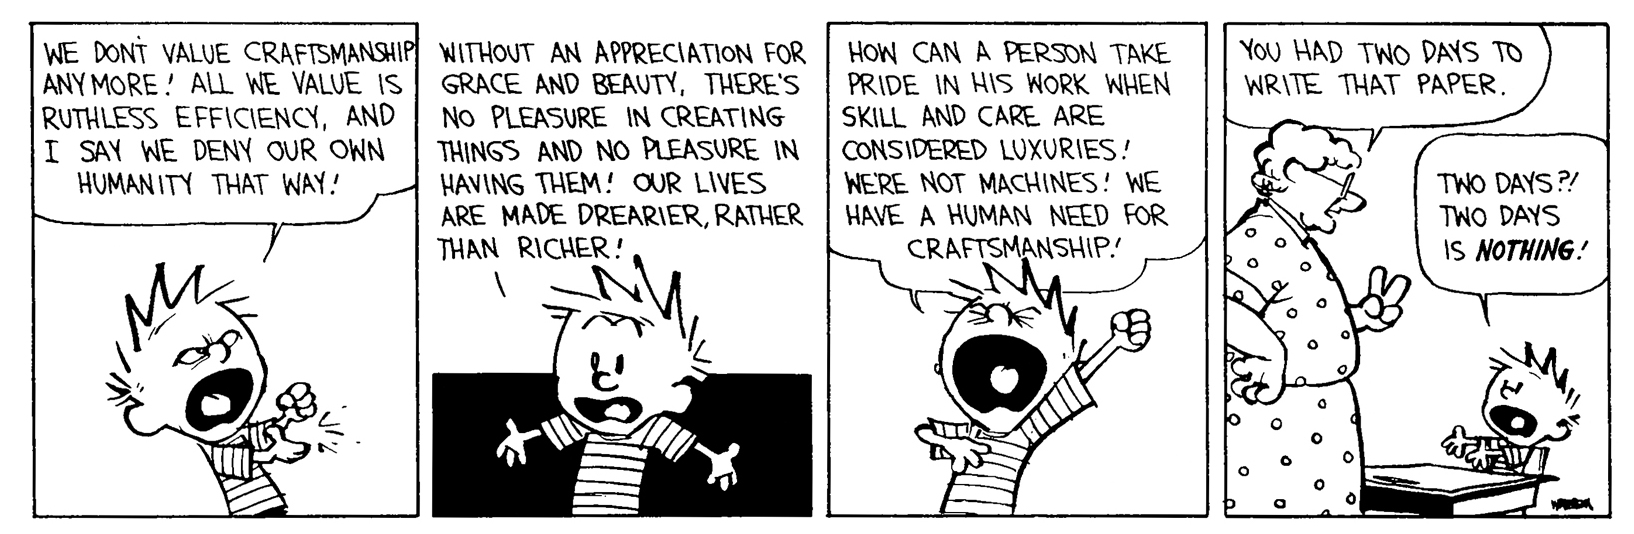 WE DON'T VALUE CRAFTSMANSHIP
ANYMORE! ALL WE VALUE IS
RUTHLESS EFFICIENCY, AND
I SAY WE DENY OUR OWN
HUMANITY THAT WAY!
WITHOUT AN APPRECIATION FOR
GRACE AND BEAUTY, THERE'S
NO PLEASURE IN CREATING
THINGS AND NO PLEASURE IN
HAVING THEM! OUR LIVES
ARE MADE DREARIER, RATHER
THAN RICHER!
HOW CAN A PERSON TAKE
PRIDE IN HIS WORK WHEN
SKILL AND CARE ARE
CONSIDERED LUXURIES!
WE'RE NOT MACHINES! WE
HAVE A HUMAN NEED FOR
CRAFTSMANSHIP!
YOU HAD TWO DAYS TO
WRITE THAT PAPER.
TWO DAYS?!
TWO DAYS
IS NOTHING!